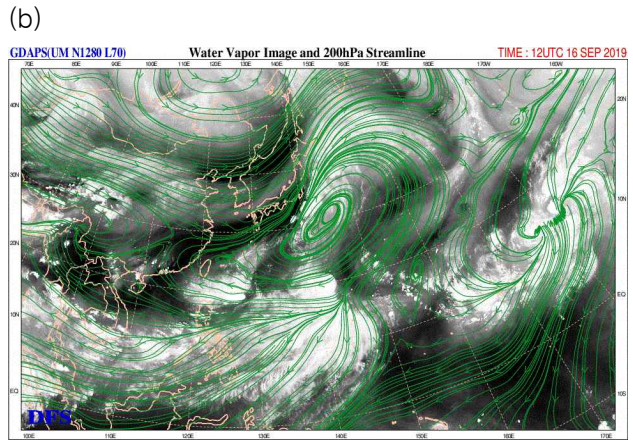 (b)
GDAPS(UM N1280 L70) Water Vapor Image and 200hPa Streamline TIME : 12UTC 16 SEP 2019
70E 80E 90E 100E 110E 120E 130E 140E 150E 160E 170E 180E 170W 160W
40N 20N
30N 10N
20N EQ
10N 10S
EQ
DFS
100E 110E 120E 130E 140E 150E 160E 170E